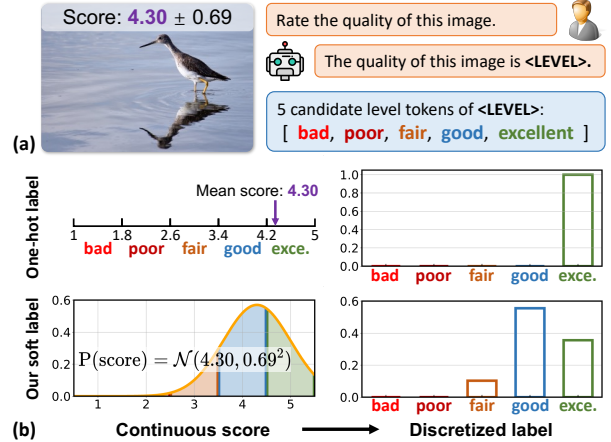 Score: 4.30 ± 0.69
Rate the quality of this image.
The quality of this image is <LEVEL>.
5 candidate level tokens of <LEVEL>:
[ bad, poor, fair, good, excellent ]
(a)
One-hot label
Mean score: 4.30
1 1.8 2.6 3.4 4.2 5
bad poor fair good exce.
1.0
0.8
0.6
0.4
0.2
0.0
bad poor fair good exce.
Our soft label
0.6
0.4
0.2
0.0
P(score) = 𝒩(4.30, 0.69²)
1 2 3 4 5
0.6
0.4
0.2
0.0
bad poor fair good exce.
(b)
Continuous score
Discretized label